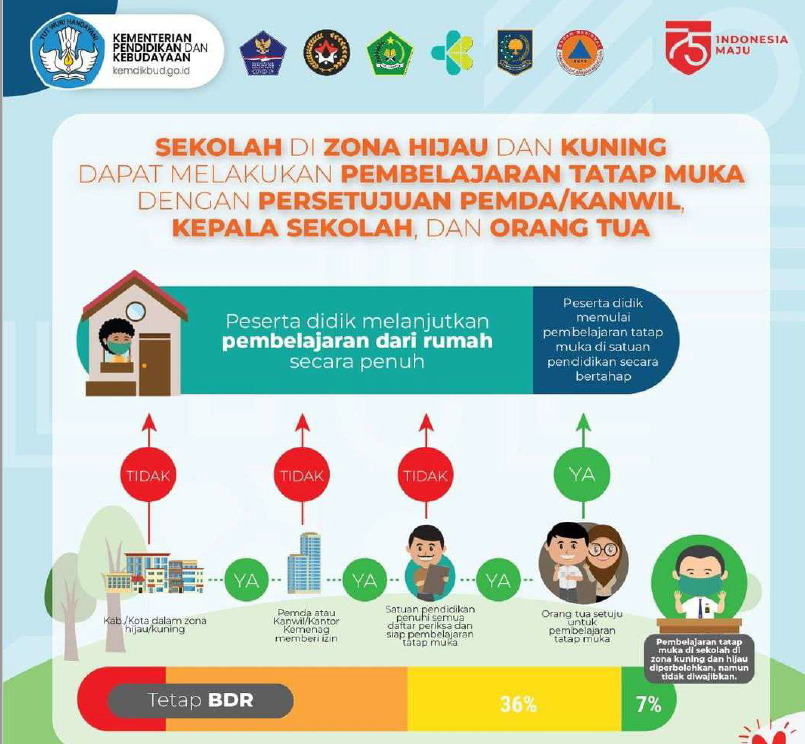 KEMENTERIAN
PENDIDIKAN DAN
KEBUDAYAAN
kemdikbud.go.id
TUT WURI HANDAYANI
75 INDONESIA
MAJU
SEKOLAH DI ZONA HIJAU DAN KUNING
DAPAT MELAKUKAN PEMBELAJARAN TATAP MUKA
DENGAN PERSETUJUAN PEMDA/KANWIL,
KEPALA SEKOLAH, DAN ORANG TUA
Peserta didik melanjutkan
pembelajaran dari rumah
secara penuh
Peserta didik
memulai
pembelajaran tatap
muka di satuan
pendidikan secara
bertahap
TIDAK
TIDAK
TIDAK
YA
YA
YA
YA
Kab./Kota dalam zona
hijau/kuning
Pemda atau
Kanwil/Kantor
Kemenag
memberi izin
Satuan pendidikan
penuhi semua
daftar periksa dan
siap pembelajaran
tatap muka
Orang tua setuju
untuk
pembelajaran
tatap muka
Pembelajaran tatap
muka di sekolah di
zona kuning dan hijau
diperbolehkan, namun
tidak diwajibkan.
Tetap BDR
36%
7%